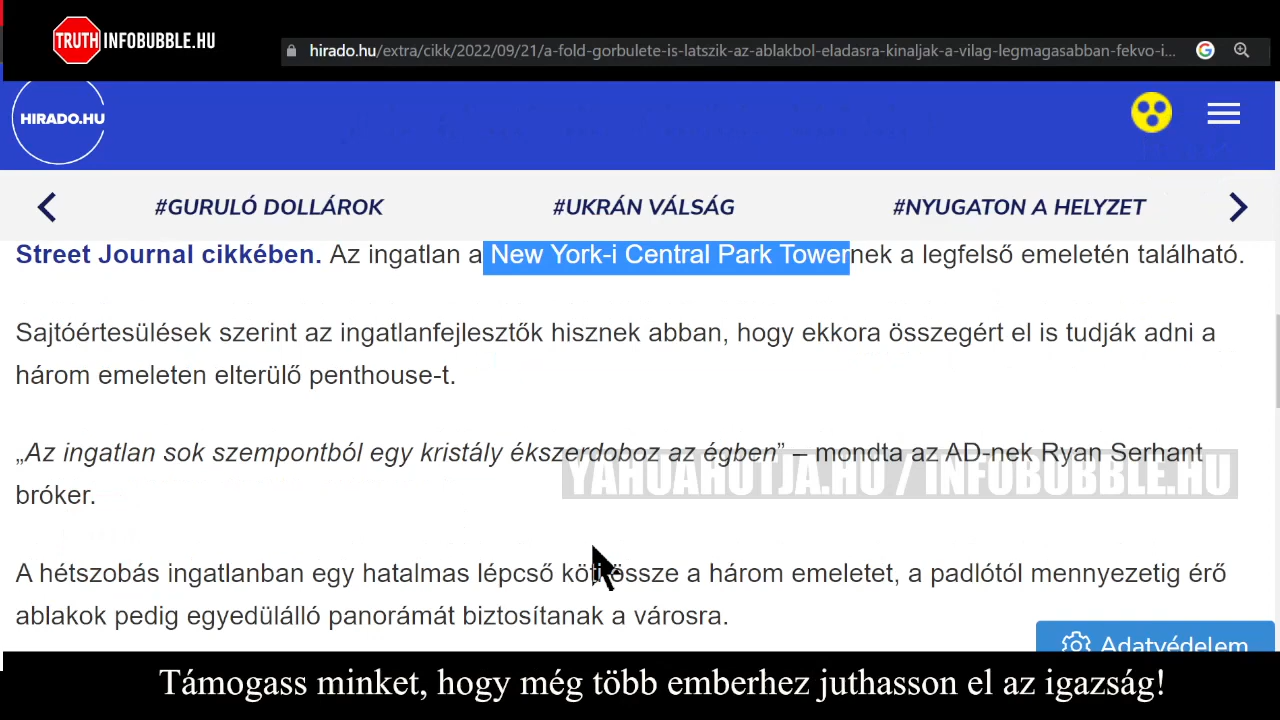 TRUTH INFOBUBBLE.HU
hirado.hu/extra/cikk/2022/09/21/a-fold-gorbulete-is-latszik-az-ablakbol-eladasra-kinaljak-a-vilag-legmagasabban-fekvo-i...
HIRADO.HU
#GURULÓ DOLLÁROK #UKRÁN VÁLSÁG #NYUGATON A HELYZET
Street Journal cikkében. Az ingatlan a New York-i Central Park Towernek a legfelső emeletén található.
Sajtóértesülések szerint az ingatlanfejlesztők hisznek abban, hogy ekkora összegért el is tudják adni a
három emeleten elterülő penthouse-t.
„Az ingatlan sok szempontból egy kristály ékszerdoboz az égben” – mondta az AD-nek Ryan Serhant
bróker.
YAHUAHUTJA.HU / INFOBUBBLE.HU
A hétszobás ingatlanban egy hatalmas lépcső köti össze a három emeletet, a padlótól mennyezetig érő
ablakok pedig egyedülálló panorámát biztosítanak a városra.
Adatvédelem
Támogass minket, hogy még több emberhez juthasson el az igazság!